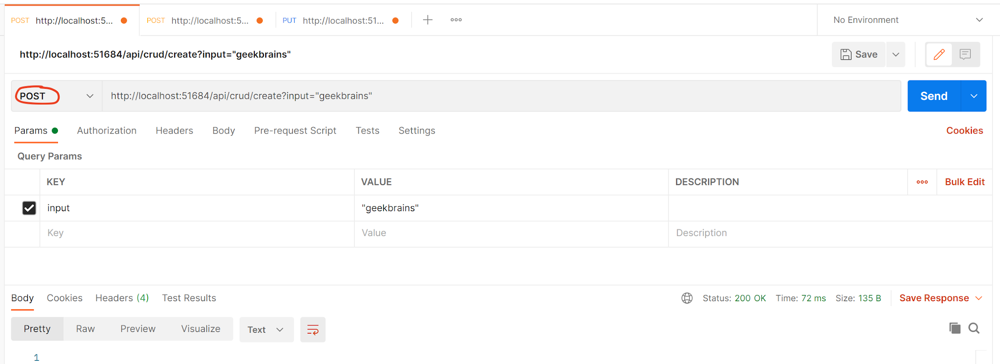 POST http://localhost:5... POST http://localhost:5... PUT http://localhost:51... No Environment
http://localhost:51684/api/crud/create?input="geekbrains" Save
POST http://localhost:51684/api/crud/create?input="geekbrains" Send
Params Authorization Headers Body Pre-request Script Tests Settings Cookies
Query Params
KEY VALUE DESCRIPTION Bulk Edit
input "geekbrains"
Key Value Description
Body Cookies Headers (4) Test Results Status: 200 OK Time: 72 ms Size: 135 B Save Response
Pretty Raw Preview Visualize Text
1